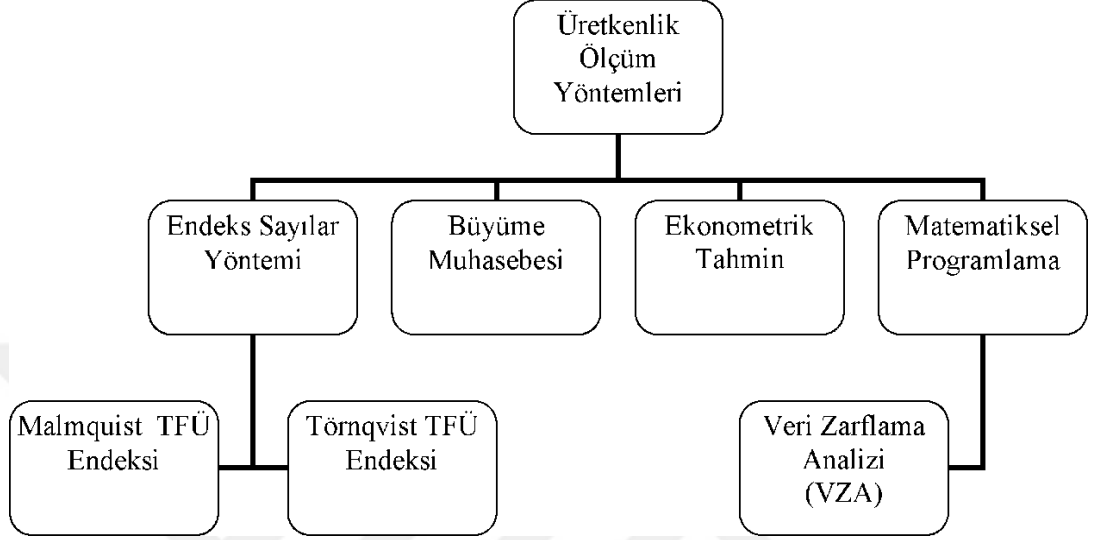 Üretkenlik
Ölçüm
Yöntemleri
Endeks Sayılar
Yöntemi
Büyüme
Muhasebesi
Ekonometrik
Tahmin
Matematiksel
Programlama
Malmquist TFÜ
Endeksi
Törnqvist TFÜ
Endeksi
Veri Zarflama
Analizi
(VZA)